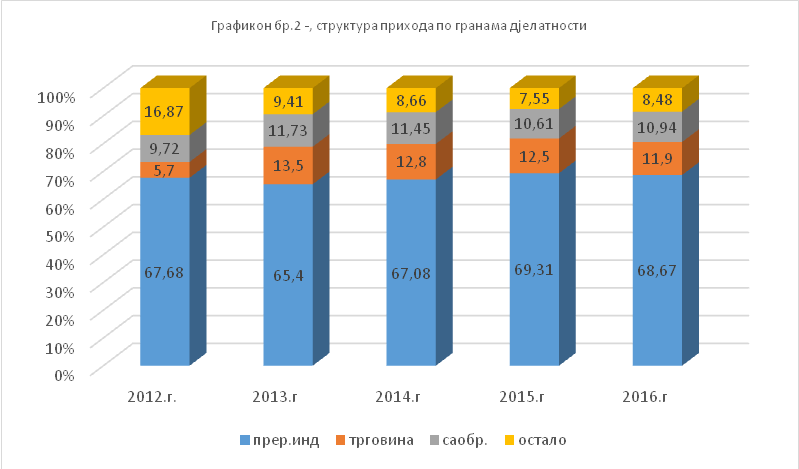 Графикон бр.2 -, структура прихода по гранама дјелатности
100%
90%
80%
70%
60%
50%
40%
30%
20%
10%
0%
16,87 9,41 8,66 7,55 8,48
9,72 11,73 11,45 10,61 10,94
5,7 13,5 12,8 12,5 11,9
67,68 65,4 67,08 69,31 68,67
2012.г. 2013.г 2014.г 2015.г 2016.г
прер.инд трговина саобр. остало